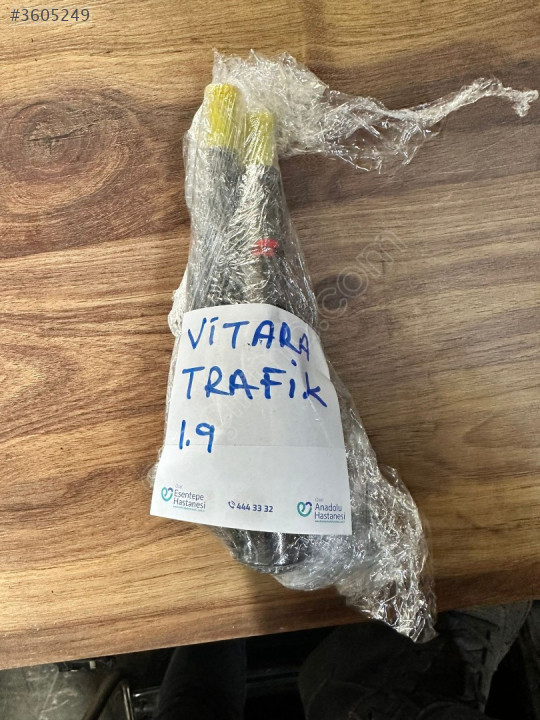 #3605249
VİTARA
TRAFİK
1.9
Esentepe
Hastanesi
444 33 32
Anadolu
Hastanesi